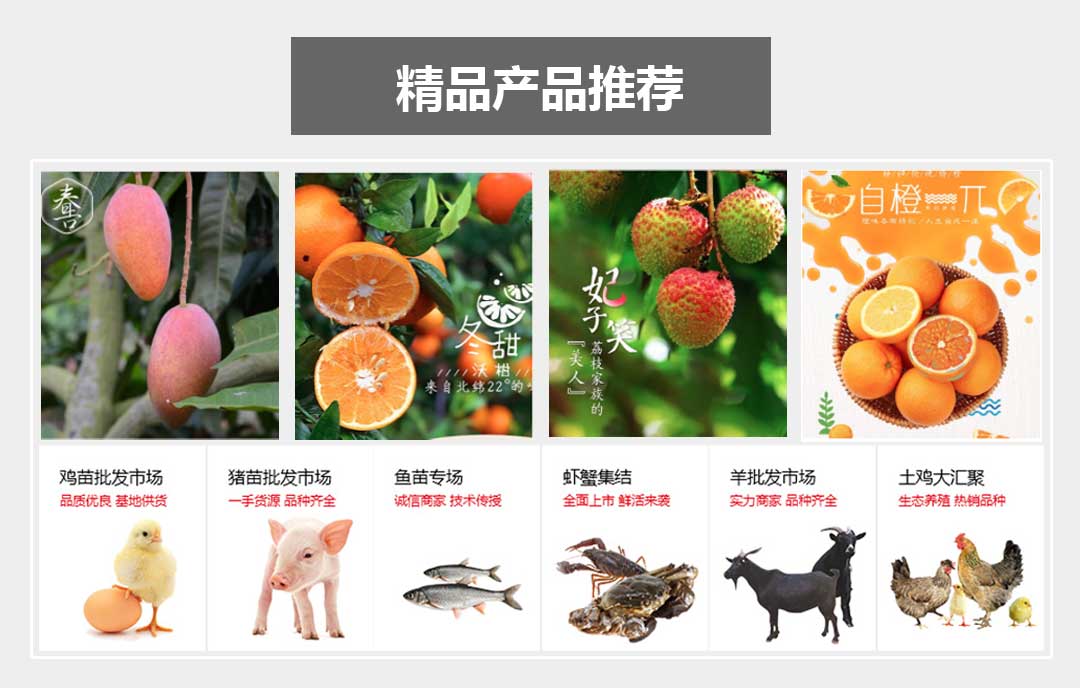 精品产品推荐
春吕
冬甜
沃柑
来自北纬22°的
妃子笑
荔枝家族的
『美人』
自橙一π
鸡苗批发市场
品质优良 基地供货
猪苗批发市场
一手货源 品种齐全
鱼苗专场
诚信商家 技术传授
虾蟹集结
全面上市 鲜活来袭
羊批发市场
实力商家 品种齐全
土鸡大汇聚
生态养殖 热销品种